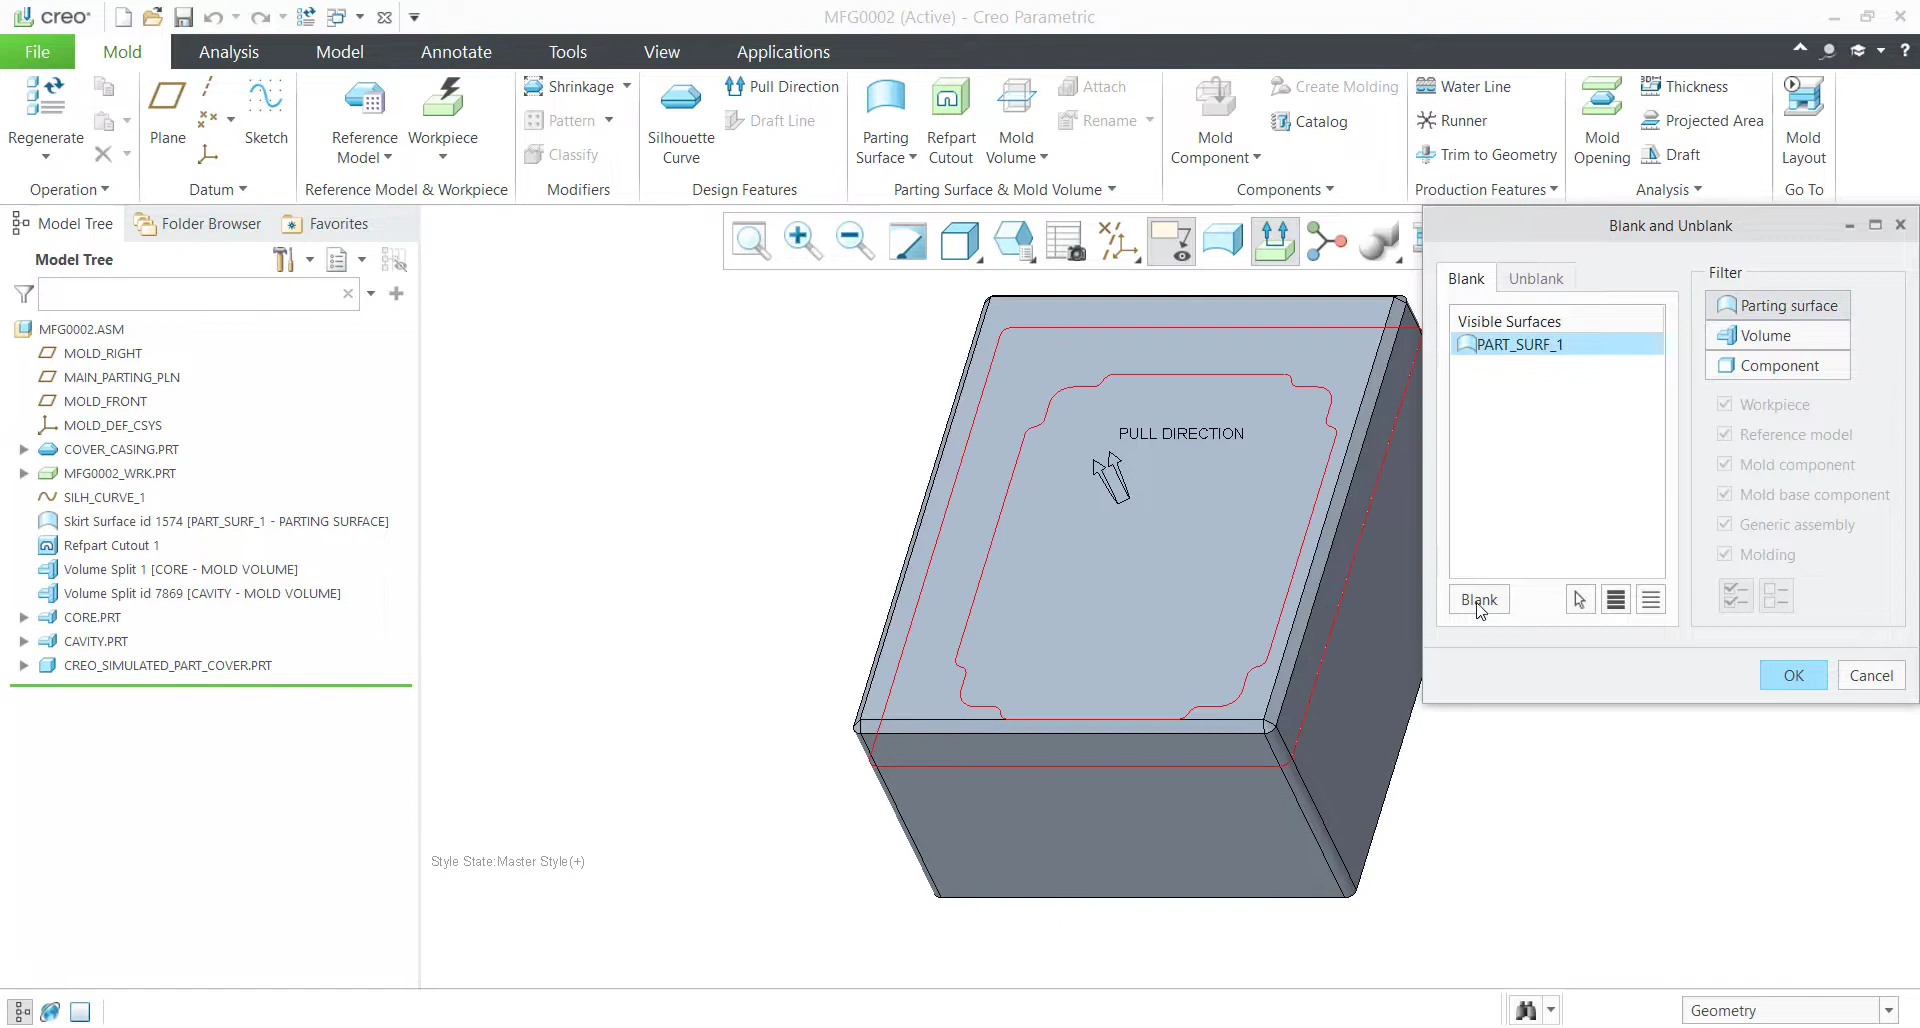 creo
MFG0002 (Active) - Creo Parametric
File
Mold
Analysis
Model
Annotate
Tools
View
Applications
?
Regenerate
Operation
Plane
Sketch
Datum
Reference
Model
Workpiece
Reference Model & Workpiece
Shrinkage
Pattern
Classify
Modifiers
Silhouette
Curve
Pull Direction
Draft Line
Design Features
Parting
Surface
Refpart
Cutout
Mold
Volume
Attach
Rename
Parting Surface & Mold Volume
Mold
Component
Create Molding
Catalog
Components
Water Line
Runner
Trim to Geometry
Production Features
Mold
Opening
Thickness
Projected Area
Draft
Analysis
Mold
Layout
Go To
Model Tree
Folder Browser
Favorites
Model Tree
MFG0002.ASM
MOLD_RIGHT
MAIN_PARTING_PLN
MOLD_FRONT
MOLD_DEF_CSYS
COVER_CASING.PRT
MFG0002_WRK.PRT
SILH_CURVE_1
Skirt Surface id 1574 [PART_SURF_1 - PARTING SURFACE]
Refpart Cutout 1
Volume Split 1 [CORE - MOLD VOLUME]
Volume Split id 7869 [CAVITY - MOLD VOLUME]
CORE.PRT
CAVITY.PRT
CREO_SIMULATED_PART_COVER.PRT
PULL DIRECTION
Style State:Master Style(+)
Blank and Unblank
Blank
Unblank
Visible Surfaces
PART_SURF_1
Blank
Filter
Parting surface
Volume
Component
Workpiece
Reference model
Mold component
Mold base component
Generic assembly
Molding
OK
Cancel
Geometry